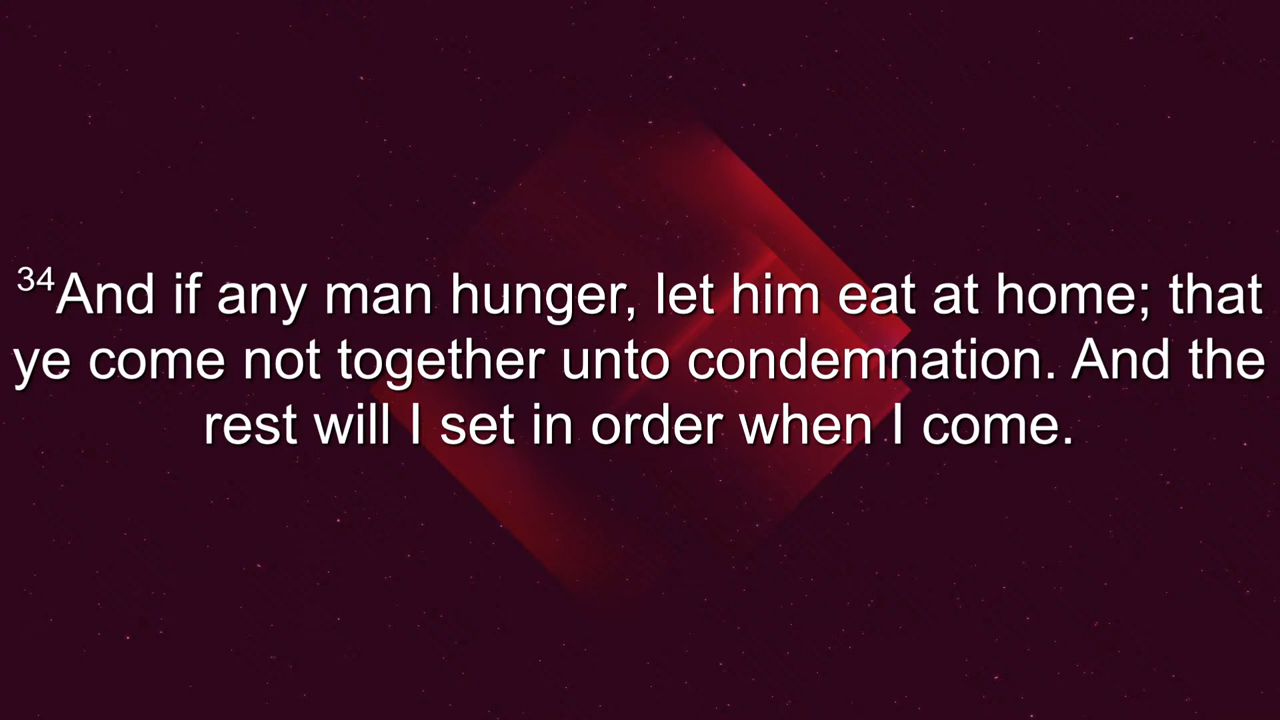 34And if any man hunger, let him eat at home; that
ye come not together unto condemnation. And the
rest will I set in order when I come.